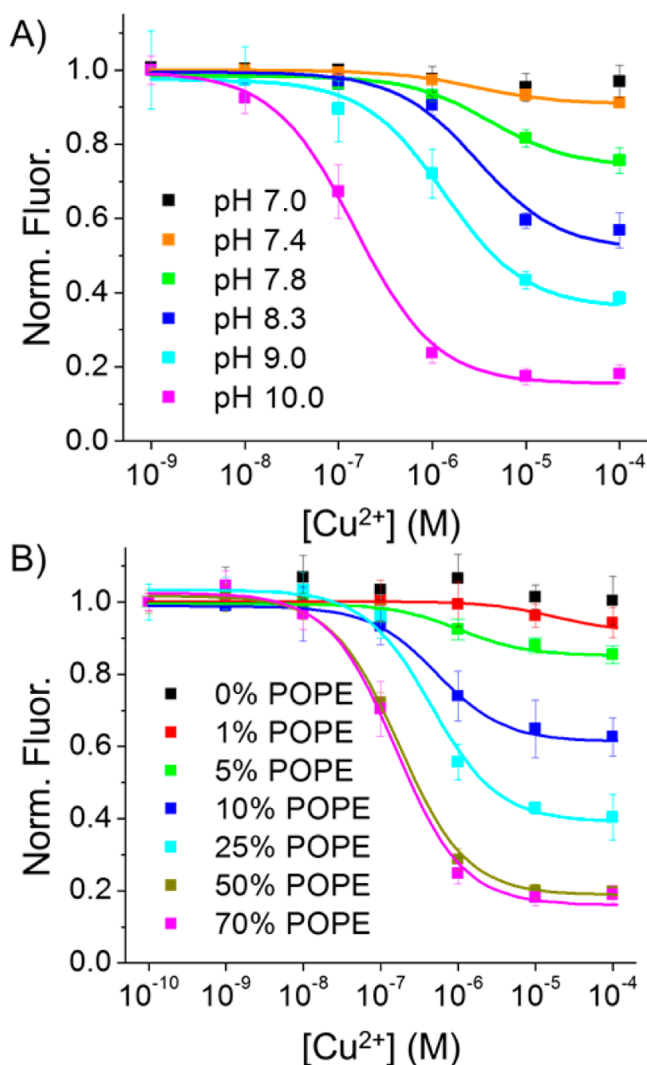 A)
Norm. Fluor.
1.0
0.8
0.6
0.4
0.2
0.0
pH 7.0
pH 7.4
pH 7.8
pH 8.3
pH 9.0
pH 10.0
10⁻⁹ 10⁻⁸ 10⁻⁷ 10⁻⁶ 10⁻⁵ 10⁻⁴
[Cu²⁺] (M)
B)
Norm. Fluor.
1.0
0.8
0.6
0.4
0.2
0.0
0% POPE
1% POPE
5% POPE
10% POPE
25% POPE
50% POPE
70% POPE
10⁻¹⁰ 10⁻⁹ 10⁻⁸ 10⁻⁷ 10⁻⁶ 10⁻⁵ 10⁻⁴
[Cu²⁺] (M)